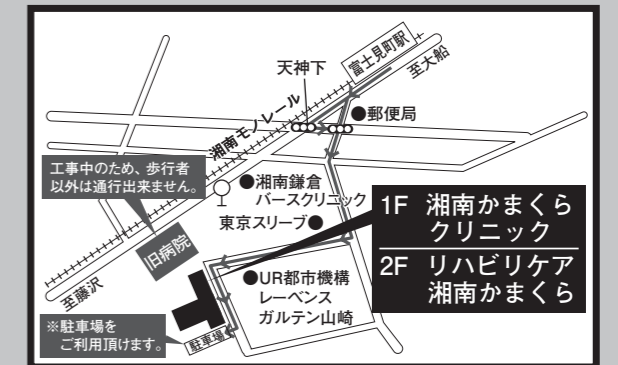 富士見町駅
至大船
天神下
●郵便局
湘南モノレール
工事中のため、歩行者
以外は通行出来ません。
●湘南鎌倉
バースクリニック
東京スリーブ●
1F 湘南かまくら
クリニック
2F リハビリケア
湘南かまくら
旧病院
至藤沢
●UR都市機構
レーベンス
ガルテン山崎
※駐車場を
ご利用頂けます。
駐車場